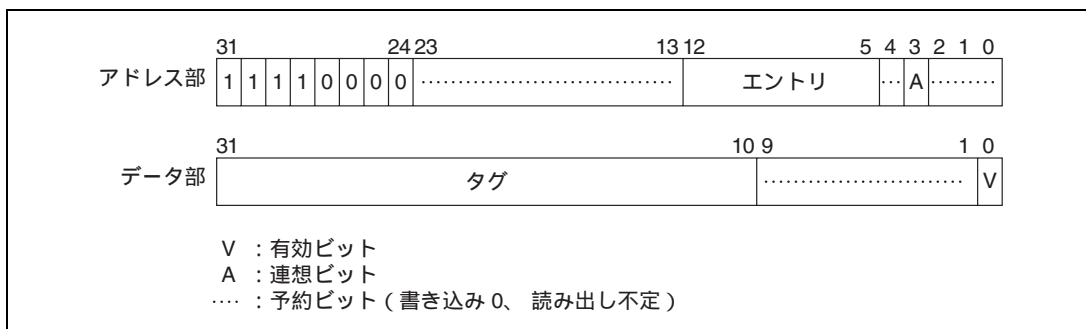 31 24 23 13 12 5 4 3 2 1 0
アドレス部 1 1 1 1 0 0 0 0 ………………………… エントリ … A ………
31 10 9 1 0
データ部 タグ ………………………… V
V :有効ビット
A :連想ビット
…. :予約ビット ( 書き込み 0、 読み出し不定 )